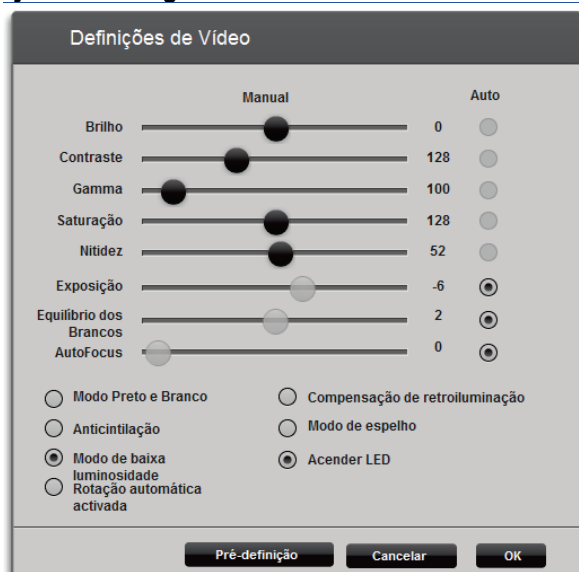 Definições de Vídeo
Manual Auto
Brilho 0
Contraste 128
Gamma 100
Saturação 128
Nitidez 52
Exposição -6
Equilíbrio dos 2
Brancos
AutoFocus 0
Modo Preto e Branco
Compensação de retroiluminação
Anticintilação
Modo de espelho
Modo de baixa
luminosidade
Acender LED
Rotação automática
activada
Pré-definição Cancelar OK